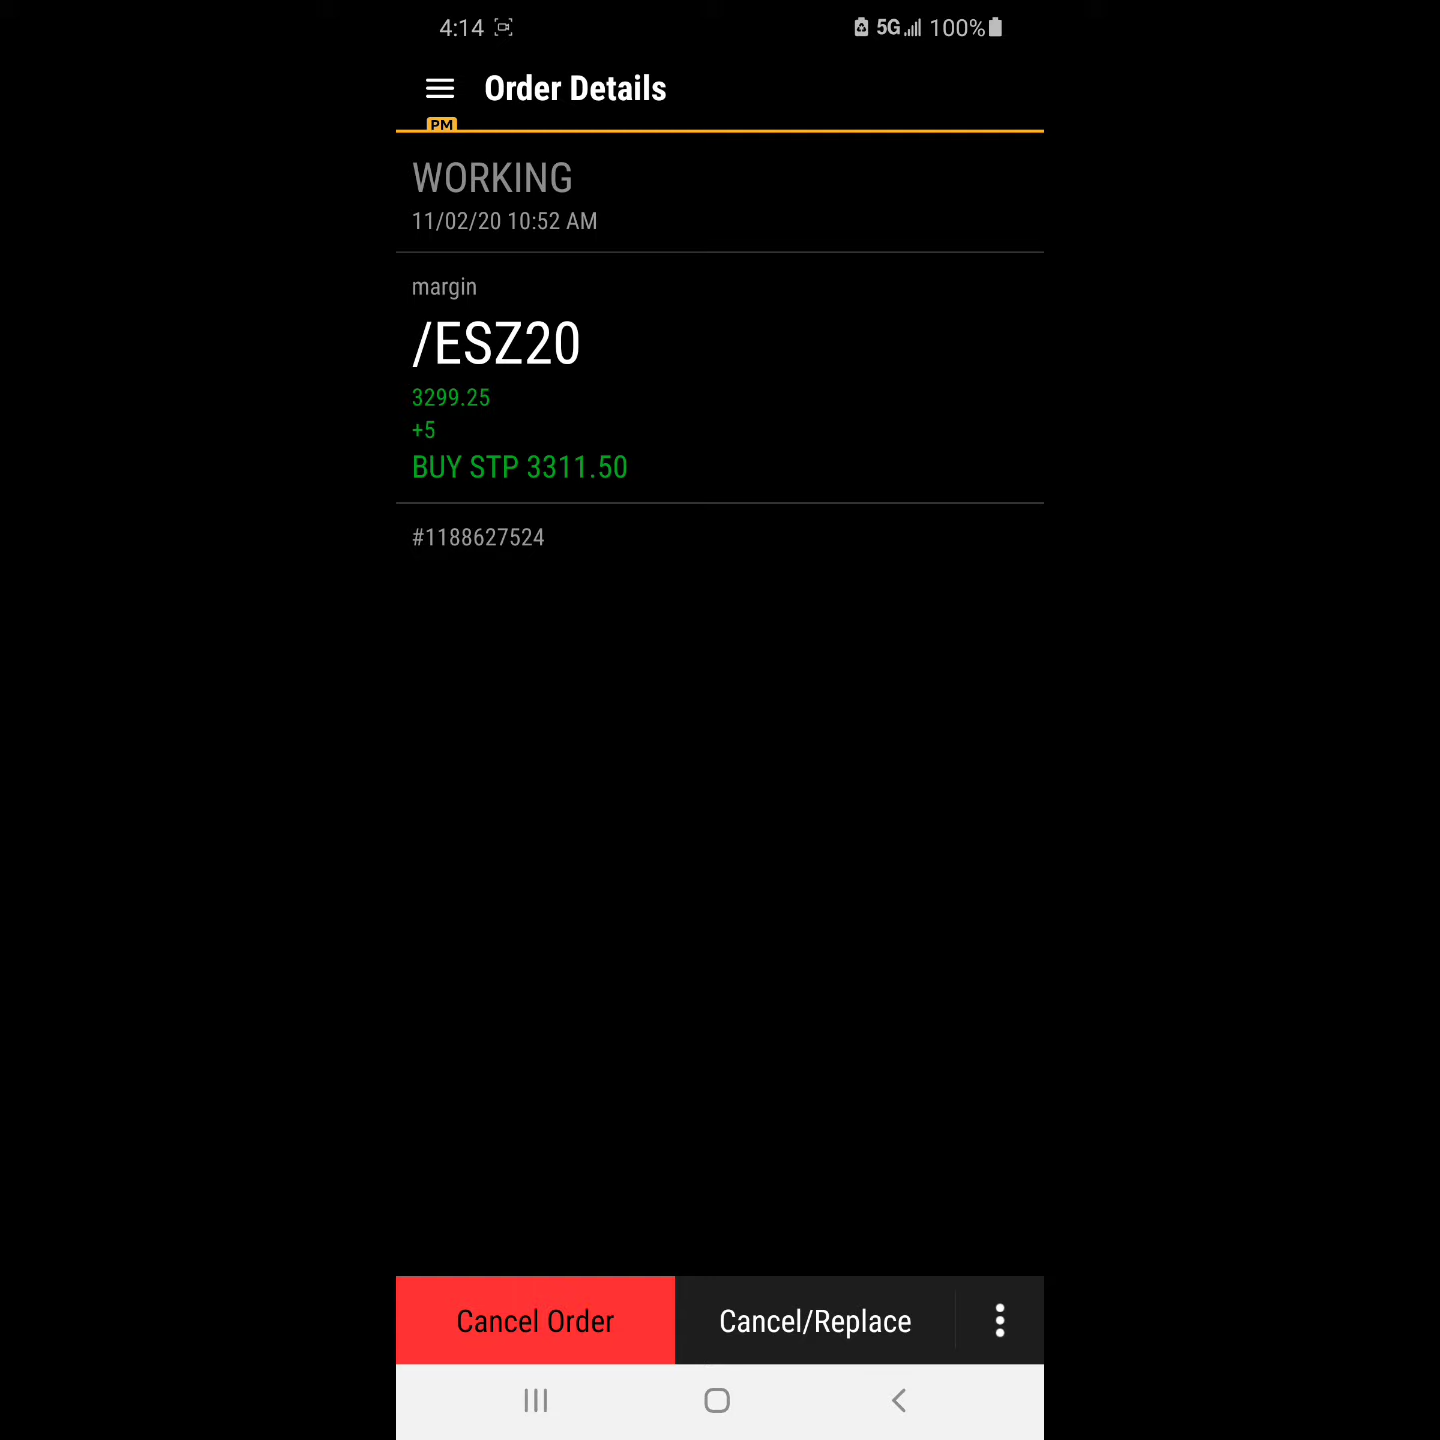 4:14 5G 100%
Order Details
PM
WORKING
11/02/20 10:52 AM
margin
/ESZ20
3299.25
+5
BUY STP 3311.50
#1188627524
Cancel Order Cancel/Replace